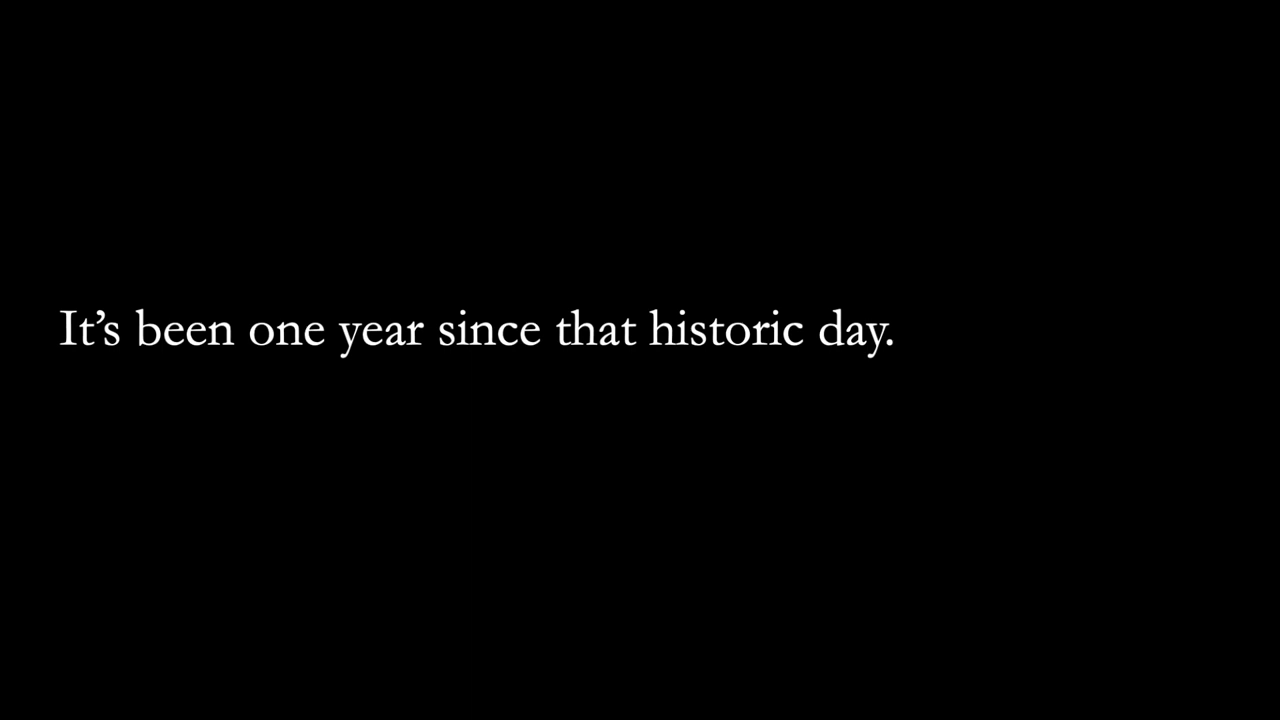 It’s been one year since that historic day.